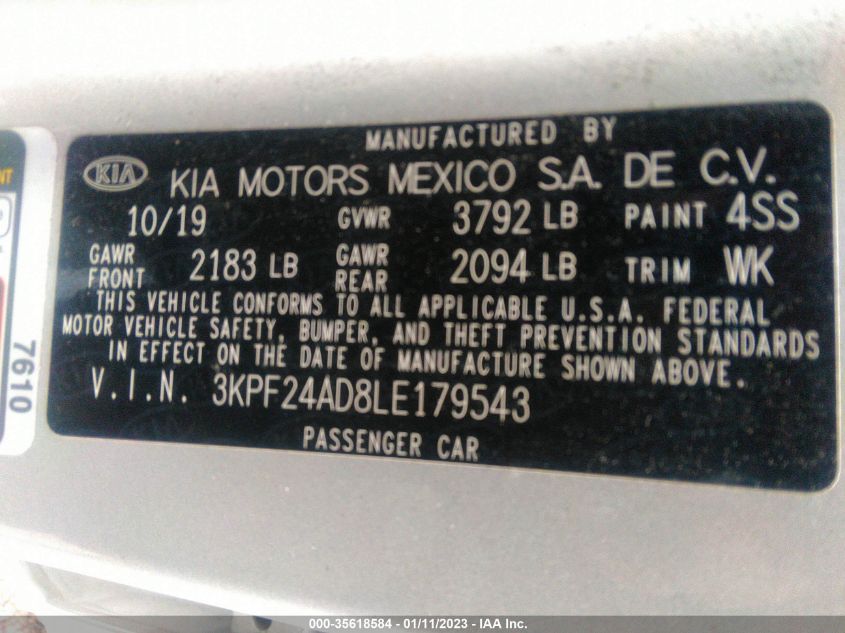 MANUFACTURED BY
KIA KIA MOTORS MEXICO S.A. DE C.V.
10/19 GVWR 3792 LB PAINT 4SS
GAWR FRONT 2183 LB GAWR REAR 2094 LB TRIM WK
THIS VEHICLE CONFORMS TO ALL APPLICABLE U.S.A. FEDERAL
MOTOR VEHICLE SAFETY, BUMPER, AND THEFT PREVENTION STANDARDS
IN EFFECT ON THE DATE OF MANUFACTURE SHOWN ABOVE.
V.I.N. 3KPF24AD8LE179543
PASSENGER CAR
7610
000-35618584 - 01/11/2023 - IAA Inc.